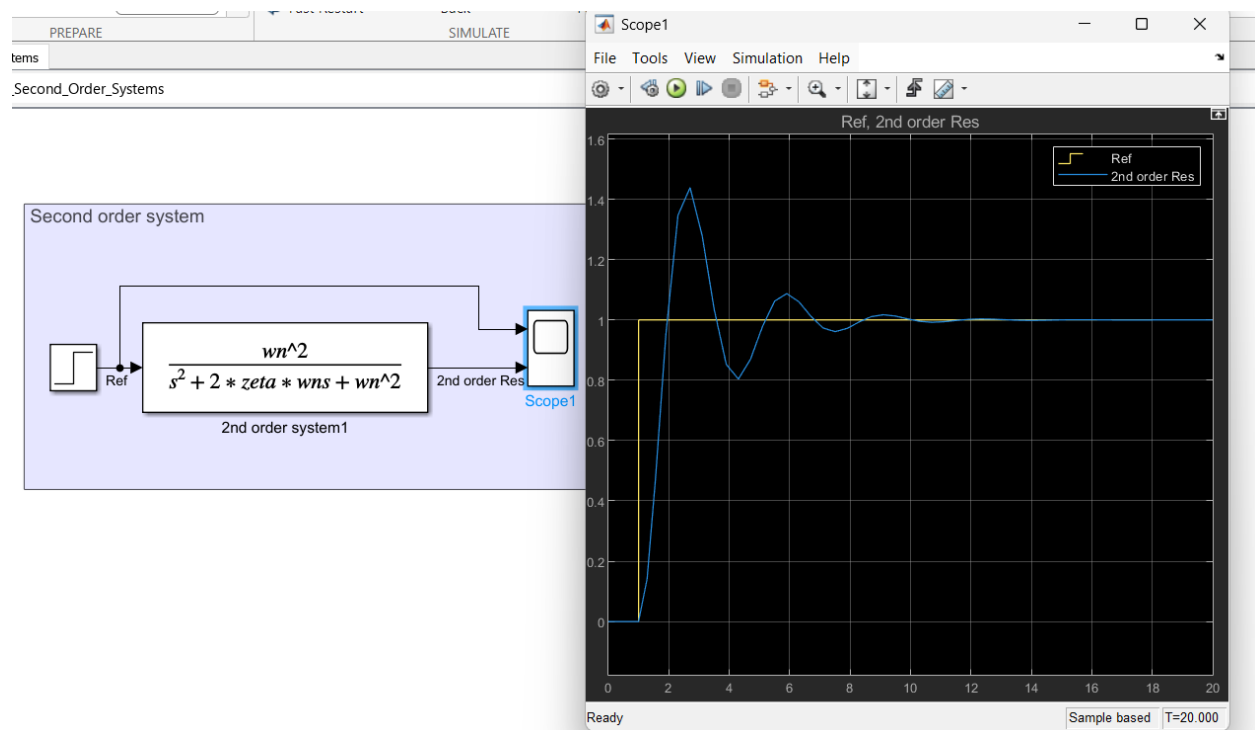 PREPARE
SIMULATE
tems
_Second_Order_Systems
Second order system
Ref
wn^2
s² + 2 * zeta * wns + wn^2
2nd order Res
Scope1
2nd order system1
Scope1
File Tools View Simulation Help
Ref, 2nd order Res
Ref
2nd order Res
1.6
1.4
1.2
1
0.8
0.6
0.4
0.2
0
0 2 4 6 8 10 12 14 16 18 20
Ready
Sample based T=20.000